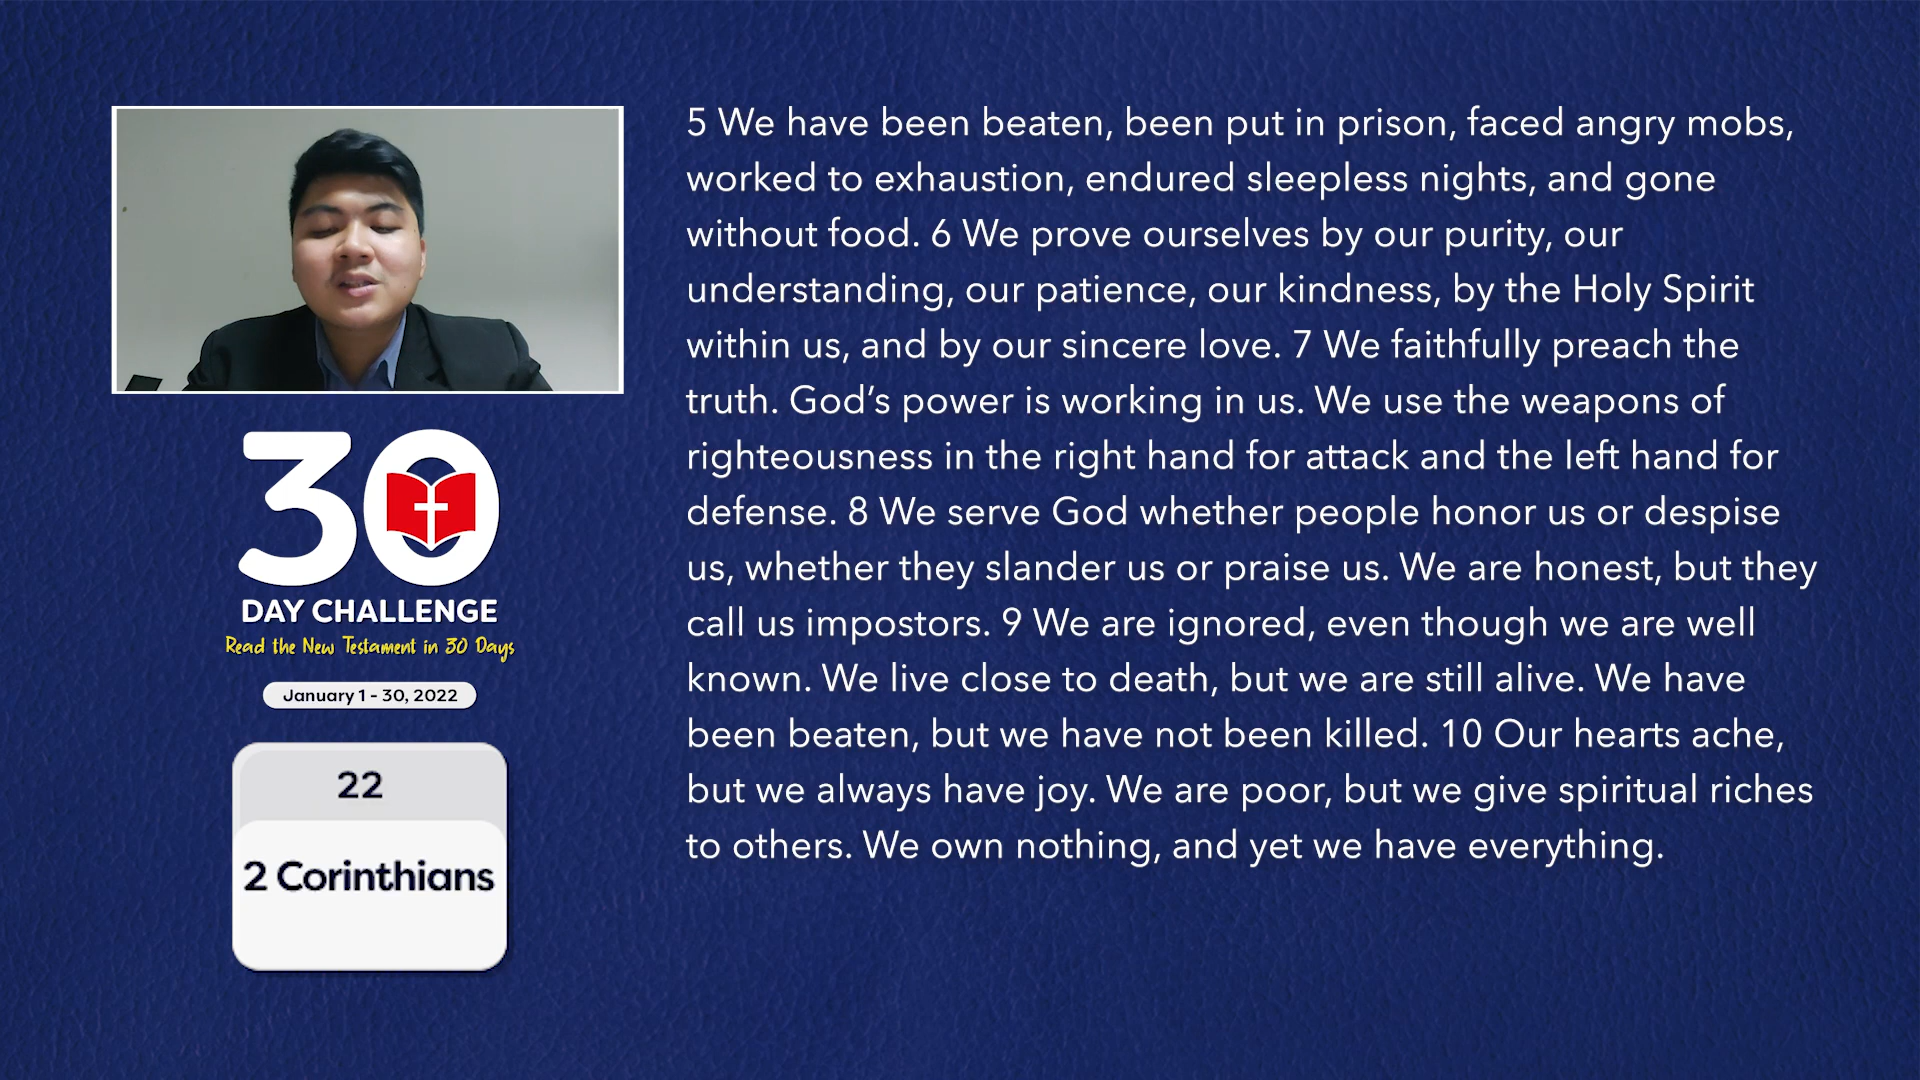 5 We have been beaten, been put in prison, faced angry mobs,
worked to exhaustion, endured sleepless nights, and gone
without food. 6 We prove ourselves by our purity, our
understanding, our patience, our kindness, by the Holy Spirit
within us, and by our sincere love. 7 We faithfully preach the
truth. God’s power is working in us. We use the weapons of
righteousness in the right hand for attack and the left hand for
defense. 8 We serve God whether people honor us or despise
us, whether they slander us or praise us. We are honest, but they
call us impostors. 9 We are ignored, even though we are well
known. We live close to death, but we are still alive. We have
been beaten, but we have not been killed. 10 Our hearts ache,
but we always have joy. We are poor, but we give spiritual riches
to others. We own nothing, and yet we have everything.
30
DAY CHALLENGE
Read the New Testament in 30 Days
January 1 - 30, 2022
22
2 Corinthians